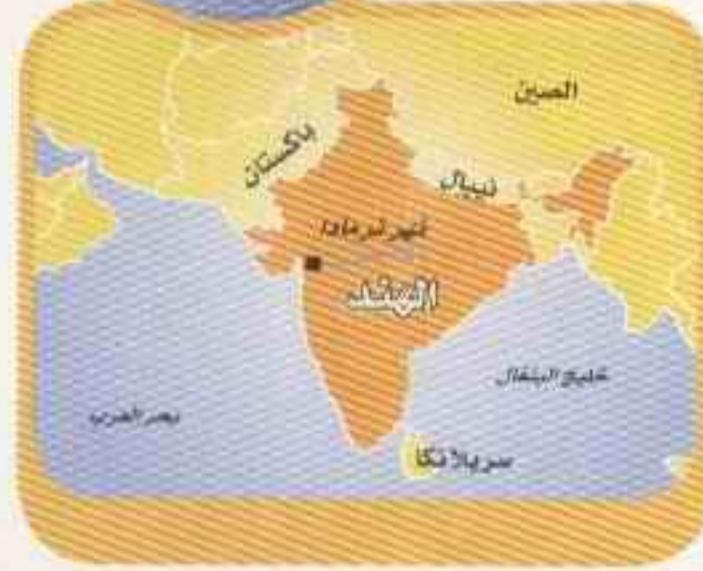 الصين
باكستان
نيبال
نهر نرمادا
الهند
خليج البنغال
بحر العرب
سريلانكا